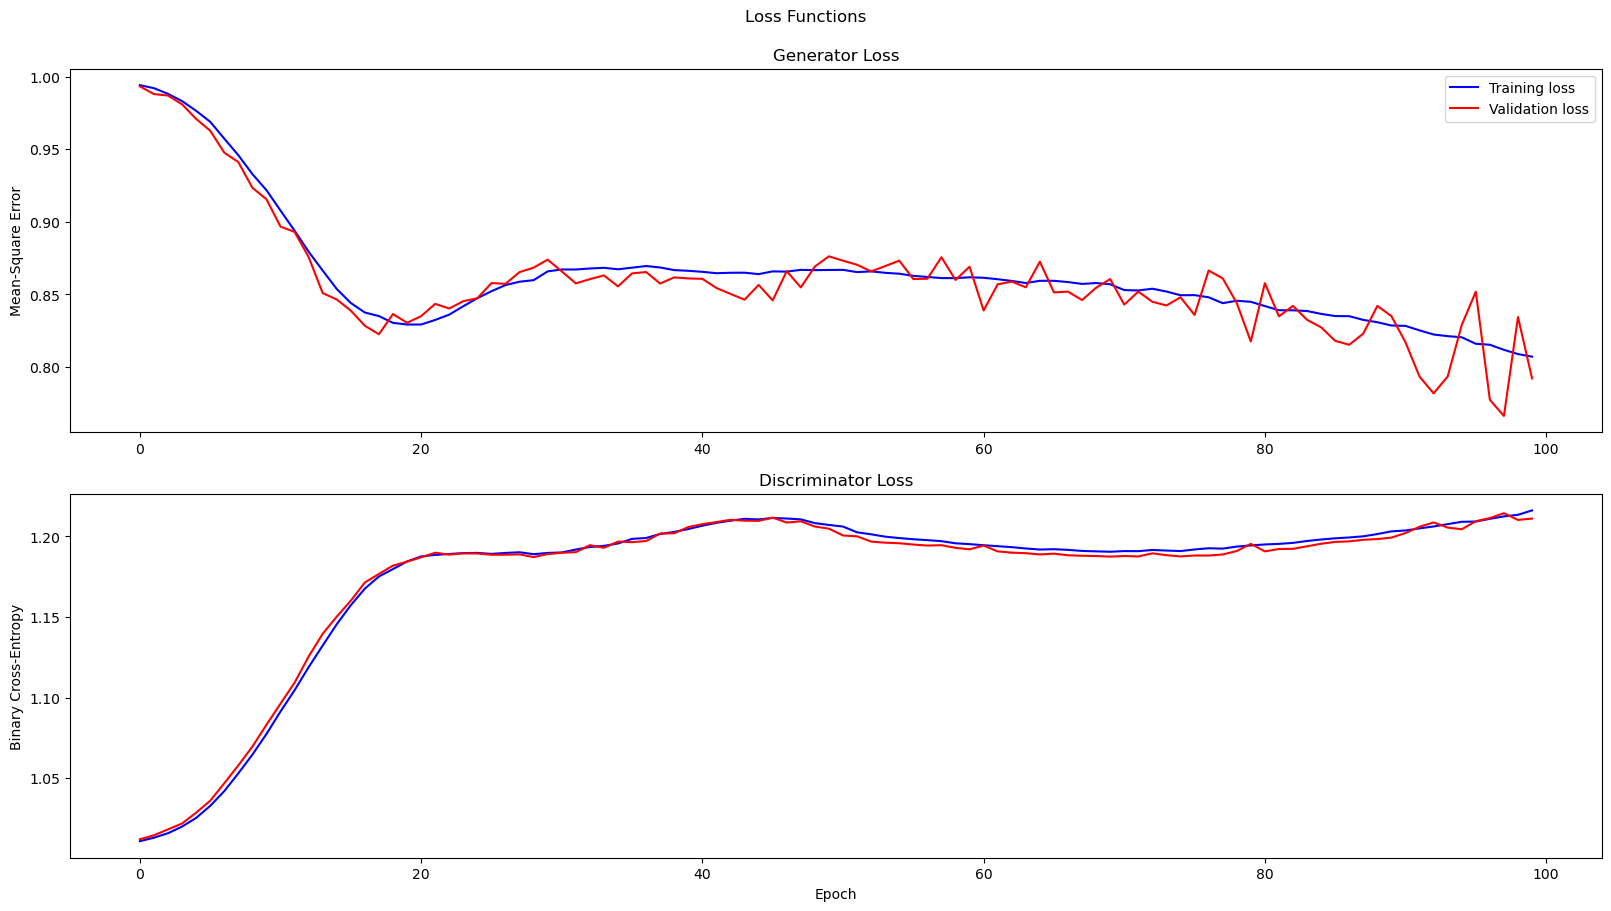 Loss Functions
Generator Loss
Mean-Square Error
1.00
0.95
0.90
0.85
0.80
Training loss
Validation loss
0
20
40
60
80
100
Discriminator Loss
Binary Cross-Entropy
1.20
1.15
1.10
1.05
0
20
40
60
80
100
Epoch